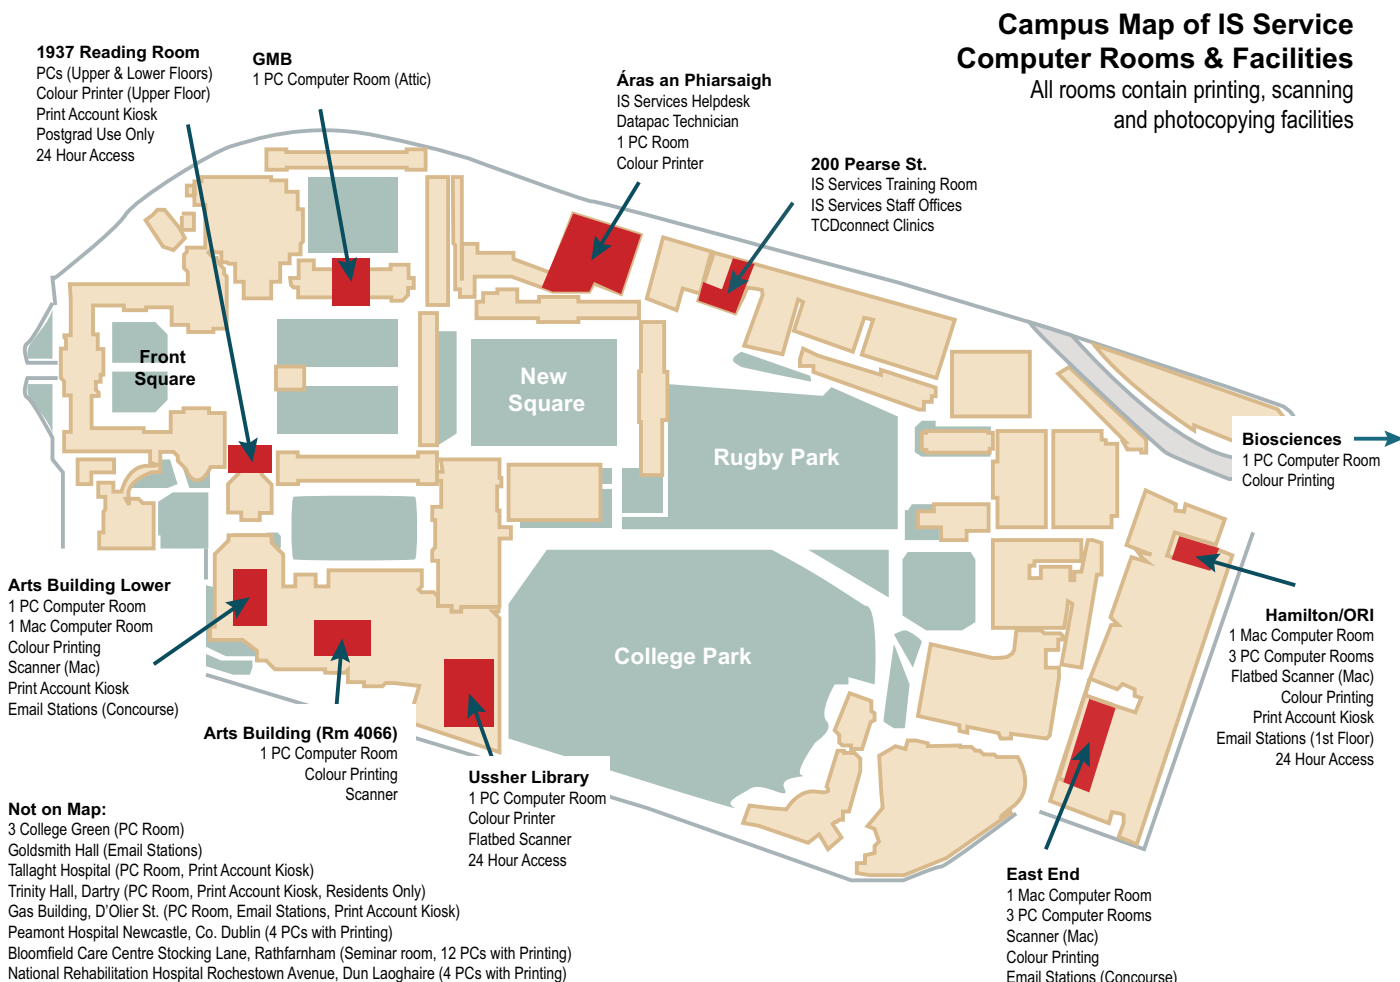 Campus Map of IS Service
Computer Rooms & Facilities
All rooms contain printing, scanning
and photocopying facilities
1937 Reading Room
PCs (Upper & Lower Floors)
Colour Printer (Upper Floor)
Print Account Kiosk
Postgrad Use Only
24 Hour Access
GMB
1 PC Computer Room (Attic)
Áras an Phiarsaigh
IS Services Helpdesk
Datapac Technician
1 PC Room
Colour Printer
200 Pearse St.
IS Services Training Room
IS Services Staff Offices
TCDconnect Clinics
Front
Square
New
Square
Rugby Park
College Park
Biosciences
1 PC Computer Room
Colour Printing
Arts Building Lower
1 PC Computer Room
1 Mac Computer Room
Colour Printing
Scanner (Mac)
Print Account Kiosk
Email Stations (Concourse)
Arts Building (Rm 4066)
1 PC Computer Room
Colour Printing
Scanner
Ussher Library
1 PC Computer Room
Colour Printer
Flatbed Scanner
24 Hour Access
Hamilton/ORI
1 Mac Computer Room
3 PC Computer Rooms
Flatbed Scanner (Mac)
Colour Printing
Print Account Kiosk
Email Stations (1st Floor)
24 Hour Access
East End
1 Mac Computer Room
3 PC Computer Rooms
Scanner (Mac)
Colour Printing
Email Stations (Concourse)
Not on Map:
3 College Green (PC Room)
Goldsmith Hall (Email Stations)
Tallaght Hospital (PC Room, Print Account Kiosk)
Trinity Hall, Dartry (PC Room, Print Account Kiosk, Residents Only)
Gas Building, D'Olier St. (PC Room, Email Stations, Print Account Kiosk)
Peamont Hospital Newcastle, Co. Dublin (4 PCs with Printing)
Bloomfield Care Centre Stocking Lane, Rathfarnham (Seminar room, 12 PCs with Printing)
National Rehabilitation Hospital Rochestown Avenue, Dun Laoghaire (4 PCs with Printing)